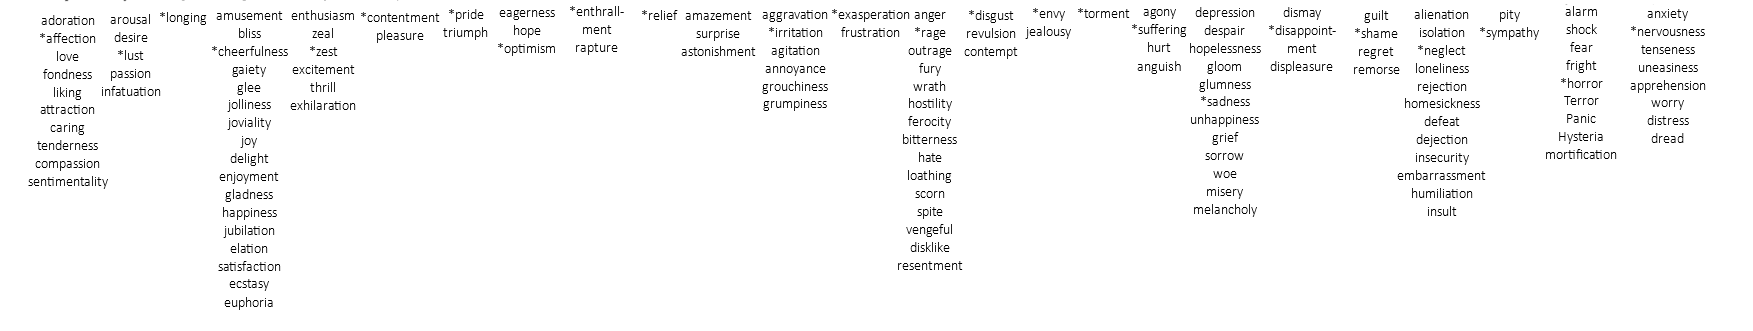 adoration
*affection
love
fondness
liking
attraction
caring
tenderness
compassion
sentimentality
arousal
desire
*lust
passion
infatuation
*longing
amusement
bliss
*cheerfulness
gaiety
glee
jolliness
joviality
joy
delight
enjoyment
gladness
happiness
jubilation
elation
satisfaction
ecstasy
euphoria
enthusiasm
zeal
*zest
excitement
thrill
exhilaration
*contentment
pleasure
*pride
triumph
eagerness
hope
*optimism
*enthrall-
ment
rapture
*relief
amazement
surprise
astonishment
aggravation
*irritation
agitation
annoyance
grouchiness
grumpiness
*exasperation
frustration
anger
*rage
outrage
fury
wrath
hostility
ferocity
bitterness
hate
loathing
scorn
spite
vengeful
disklike
resentment
*disgust
revulsion
contempt
*envy
jealousy
*torment
agony
*suffering
hurt
anguish
depression
despair
hopelessness
gloom
glumness
*sadness
unhappiness
grief
sorrow
woe
misery
melancholy
dismay
*disappoint-
ment
displeasure
guilt
*shame
regret
remorse
alienation
isolation
*neglect
loneliness
rejection
homesickness
defeat
dejection
insecurity
embarrassment
humiliation
insult
pity
*sympathy
alarm
shock
fear
fright
*horror
Terror
Panic
Hysteria
mortification
anxiety
*nervousness
tenseness
uneasiness
apprehension
worry
distress
dread